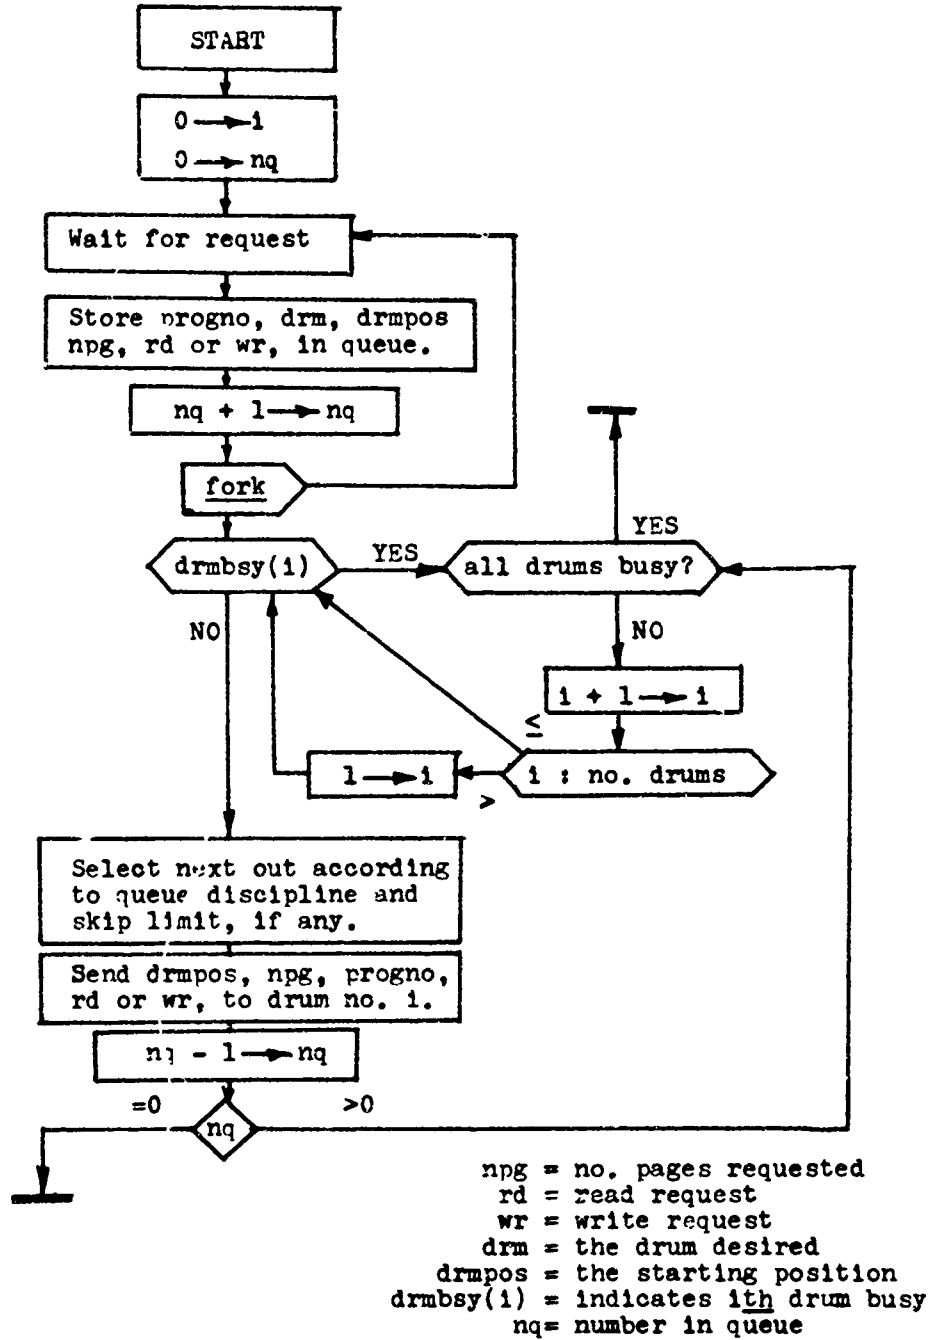 START
0 → i
0 → nq
Wait for request
Store progno, drm, drmpos
npg, rd or wr, in queue.
nq + 1 → nq
fork
drmbsy(i)
YES
all drums busy?
YES
NO
NO
i + 1 → i
≤
i : no. drums
>
1 → i
Select next out according
to queue discipline and
skip limit, if any.
Send drmpos, npg, progno,
rd or wr, to drum no. i.
nq - 1 → nq
=0
>0
nq
npg = no. pages requested
rd = read request
wr = write request
drm = the drum desired
drmpos = the starting position
drmbsy(i) = indicates ith drum busy
nq= number in queue